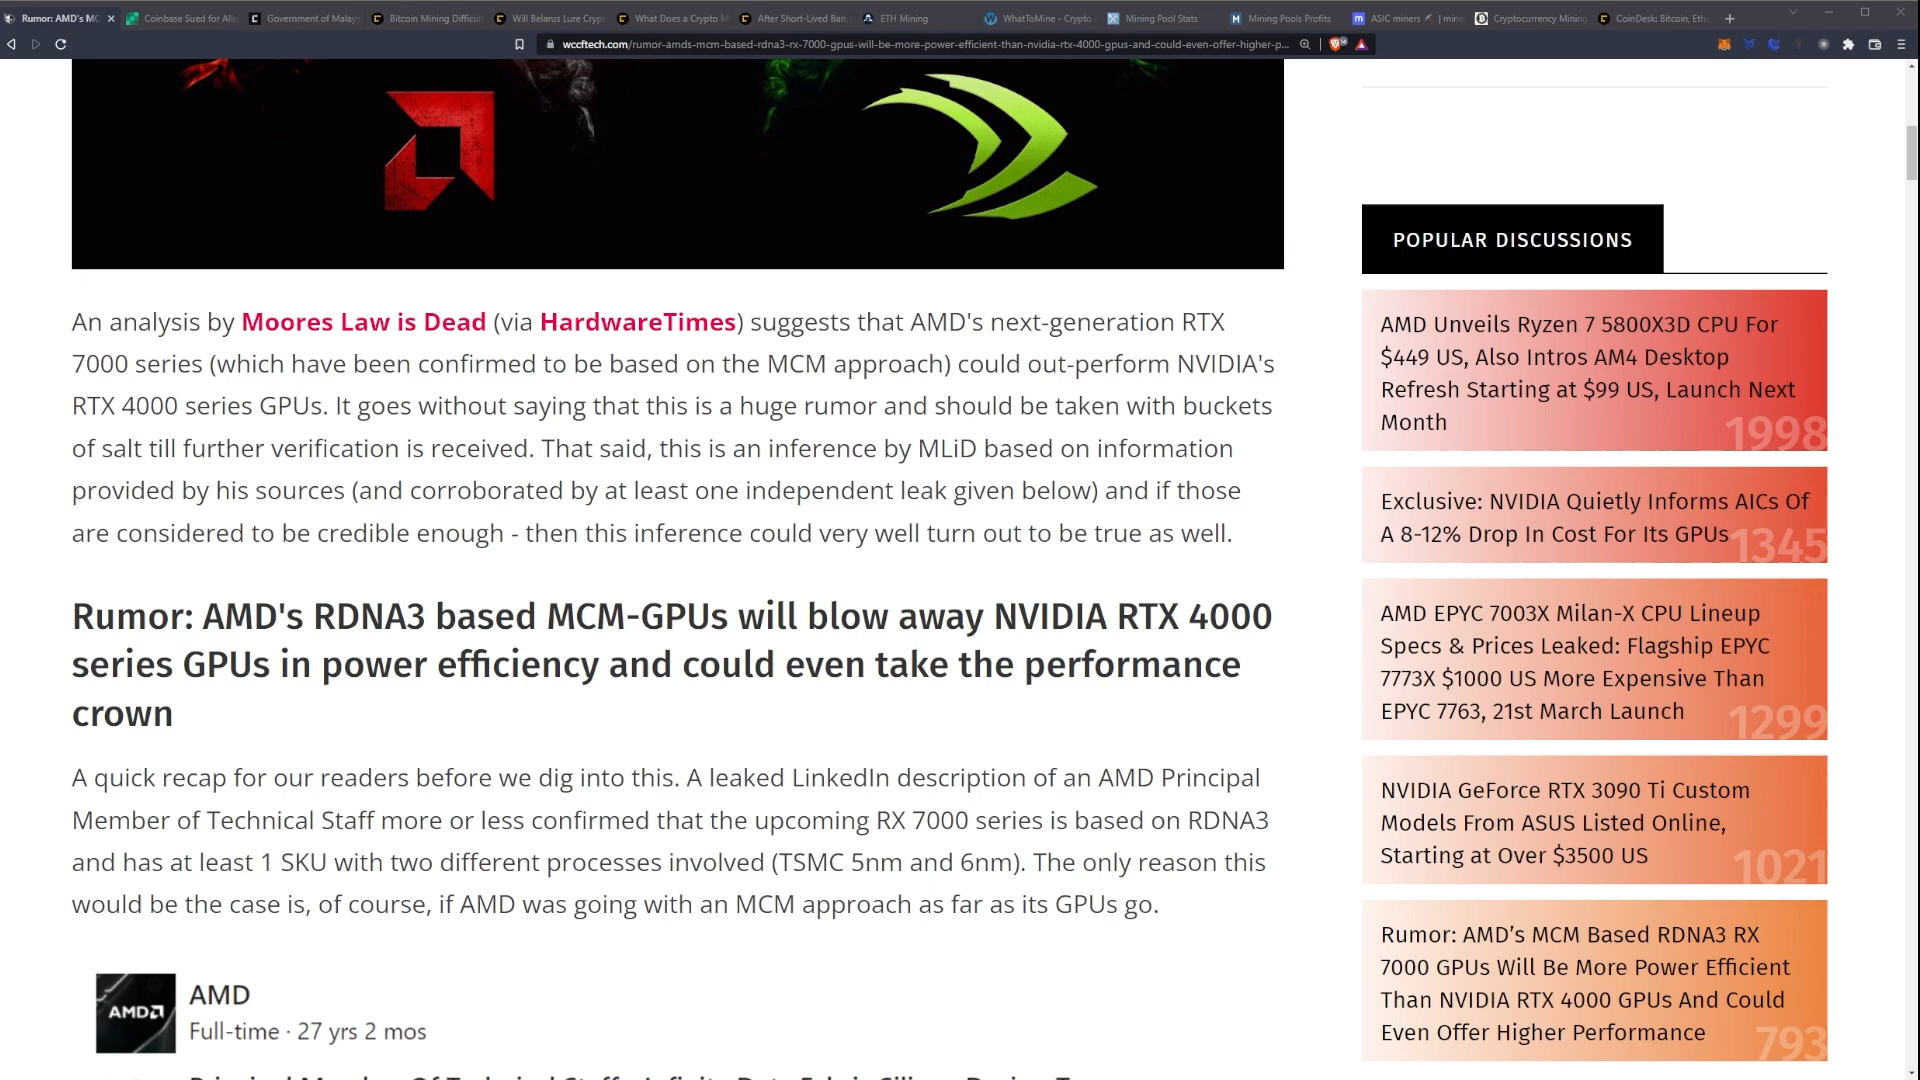 Rumor: AMD's MC
Coinbase Sued for Alle
Government of Malays
Bitcoin Mining Difficult
Will Belarus Lure Crypt
What Does a Crypto M
After Short-Lived Ban,
ETH Mining
WhatToMine - Crypto
Mining Pool Stats
Mining Pools Profits
ASIC miners | mine
Cryptocurrency Mining
CoinDesk: Bitcoin, Eth
wccftech.com/rumor-amds-mcm-based-rdna3-rx-7000-gpus-will-be-more-power-efficient-than-nvidia-rtx-4000-gpus-and-could-even-offer-higher-p...
An analysis by Moores Law is Dead (via HardwareTimes) suggests that AMD's next-generation RTX
7000 series (which have been confirmed to be based on the MCM approach) could out-perform NVIDIA's
RTX 4000 series GPUs. It goes without saying that this is a huge rumor and should be taken with buckets
of salt till further verification is received. That said, this is an inference by MLiD based on information
provided by his sources (and corroborated by at least one independent leak given below) and if those
are considered to be credible enough - then this inference could very well turn out to be true as well.
Rumor: AMD's RDNA3 based MCM-GPUs will blow away NVIDIA RTX 4000
series GPUs in power efficiency and could even take the performance
crown
A quick recap for our readers before we dig into this. A leaked LinkedIn description of an AMD Principal
Member of Technical Staff more or less confirmed that the upcoming RX 7000 series is based on RDNA3
and has at least 1 SKU with two different processes involved (TSMC 5nm and 6nm). The only reason this
would be the case is, of course, if AMD was going with an MCM approach as far as its GPUs go.
AMD
AMD
Full-time · 27 yrs 2 mos
POPULAR DISCUSSIONS
AMD Unveils Ryzen 7 5800X3D CPU For
$449 US, Also Intros AM4 Desktop
Refresh Starting at $99 US, Launch Next
Month
1998
Exclusive: NVIDIA Quietly Informs AICs Of
A 8-12% Drop In Cost For Its GPUs
1345
AMD EPYC 7003X Milan-X CPU Lineup
Specs & Prices Leaked: Flagship EPYC
7773X $1000 US More Expensive Than
EPYC 7763, 21st March Launch
1299
NVIDIA GeForce RTX 3090 Ti Custom
Models From ASUS Listed Online,
Starting at Over $3500 US
1021
Rumor: AMD’s MCM Based RDNA3 RX
7000 GPUs Will Be More Power Efficient
Than NVIDIA RTX 4000 GPUs And Could
Even Offer Higher Performance
793